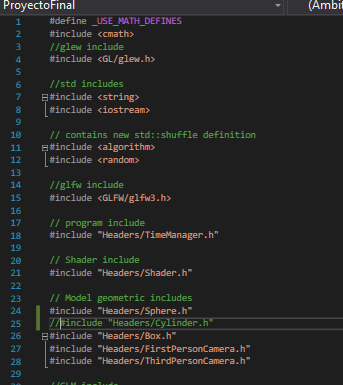 ProyectoFinal
(Ambit
1 #define _USE_MATH_DEFINES
2 #include <cmath>
3 //glew include
4 #include <GL/glew.h>
5
6 //std includes
7 #include <string>
8 #include <iostream>
9
10 // contains new std::shuffle definition
11 #include <algorithm>
12 #include <random>
13
14 //glfw include
15 #include <GLFW/glfw3.h>
16
17 // program include
18 #include "Headers/TimeManager.h"
19
20 // Shader include
21 #include "Headers/Shader.h"
22
23 // Model geometric includes
24 #include "Headers/Sphere.h"
25 //#include "Headers/Cylinder.h"
26 #include "Headers/Box.h"
27 #include "Headers/FirstPersonCamera.h"
28 #include "Headers/ThirdPersonCamera.h"
29